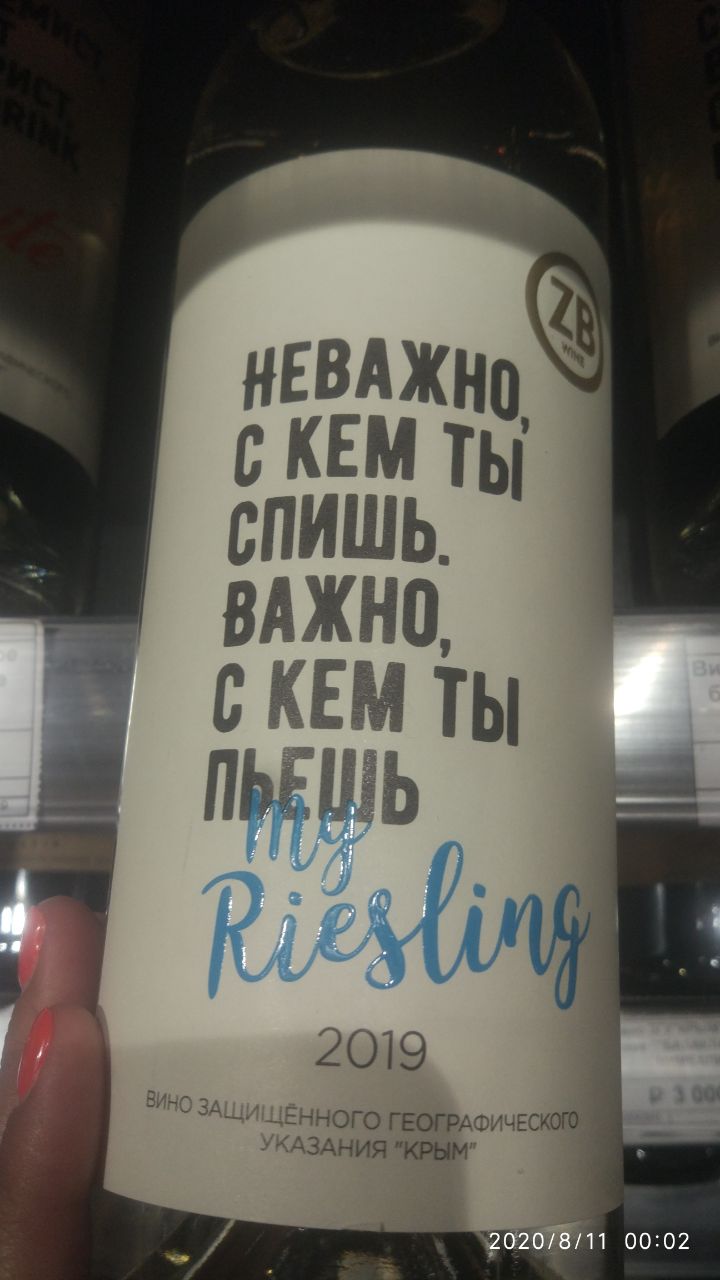 ZB
WINE
НЕВАЖНО,
С КЕМ ТЫ
СПИШЬ.
ВАЖНО,
С КЕМ ТЫ
ПЬЕШЬ
my
Riesling
2019
ВИНО ЗАЩИЩЁННОГО ГЕОГРАФИЧЕСКОГО
УКАЗАНИЯ "КРЫМ"
2020/8/11 00:02